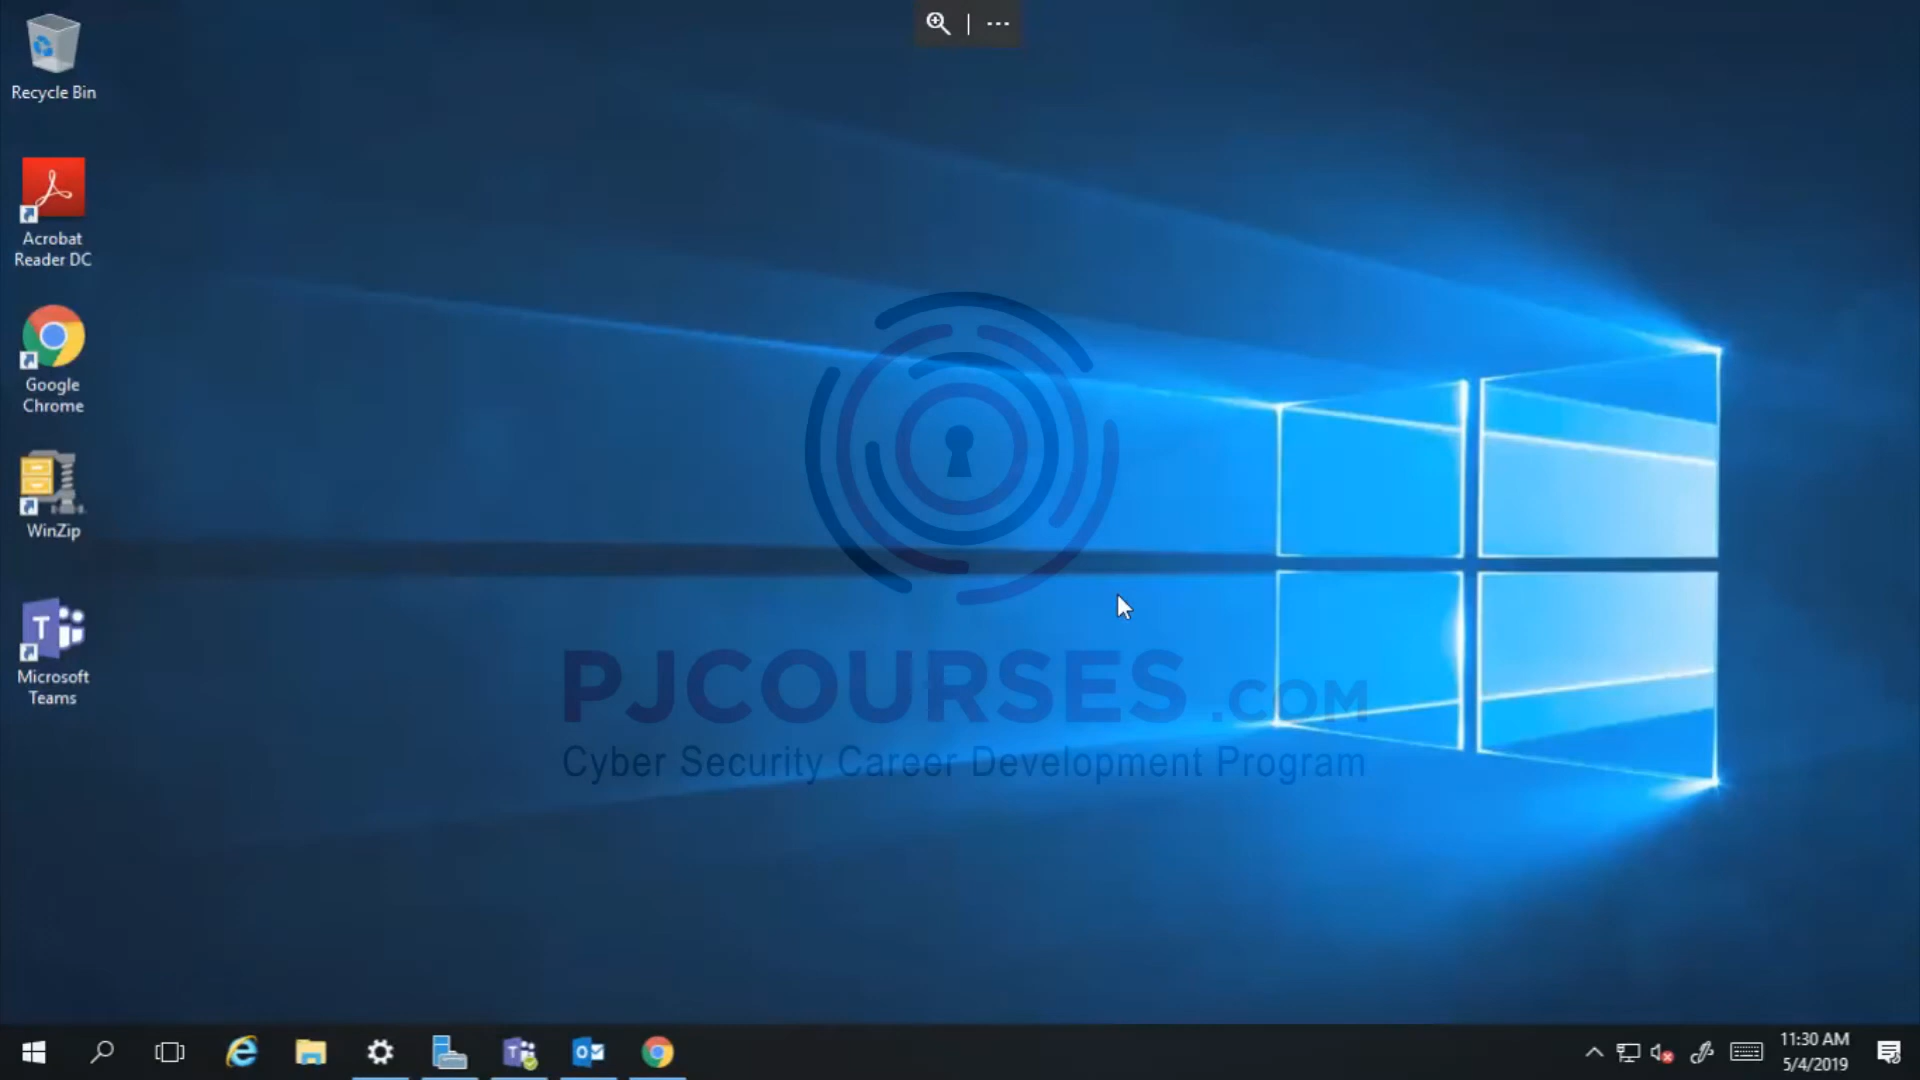 Recycle Bin
Acrobat
Reader DC
Google
Chrome
WinZip
T
Microsoft
Teams
PJCOURSES.COM
Cyber Security Career Development Program
11:30 AM
5/4/2019